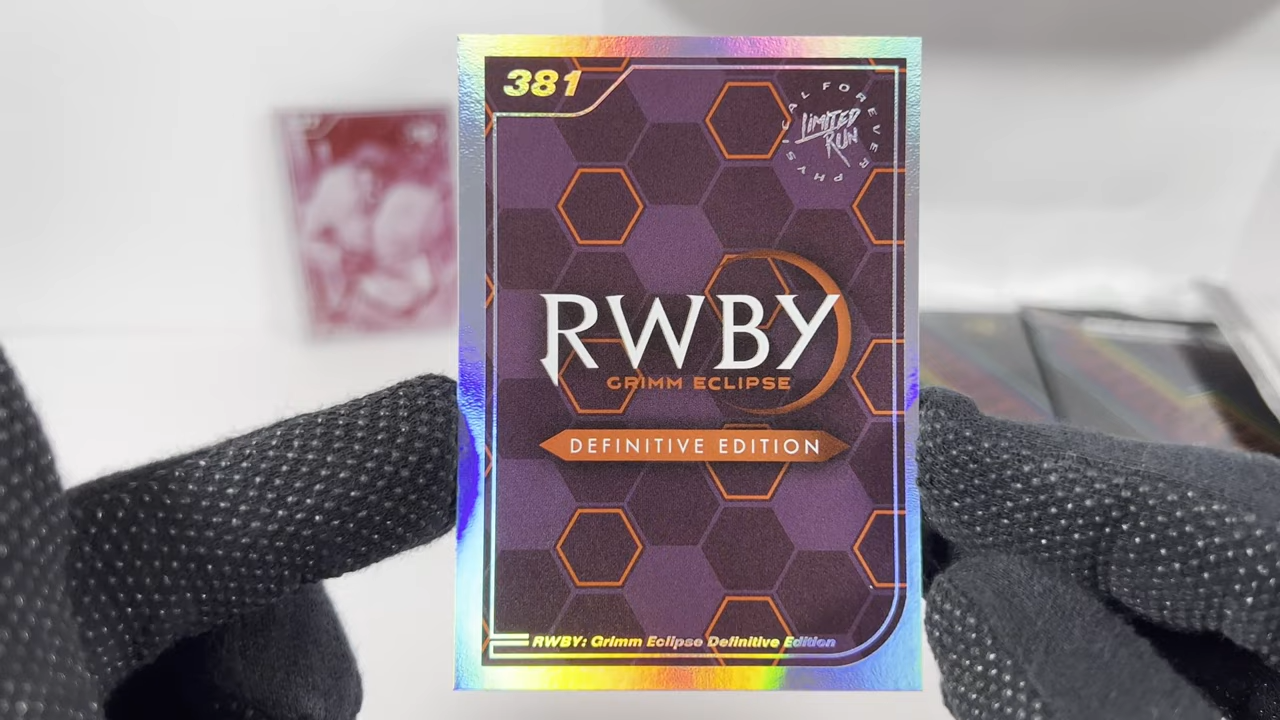 381
PHYSICAL FOREVER
LIMITED
RUN
RWBY
GRIMM ECLIPSE
DEFINITIVE EDITION
RWBY: Grimm Eclipse Definitive Edition